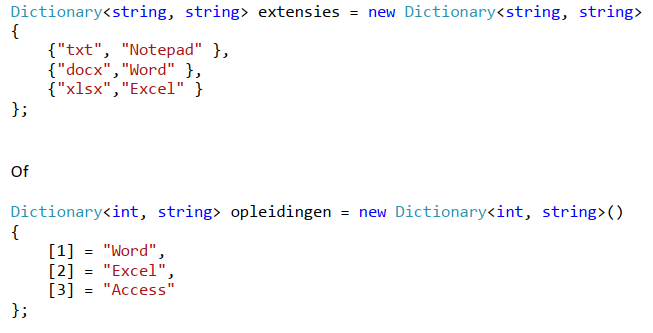 Dictionary<string, string> extensies = new Dictionary<string, string>
{
    {"txt", "Notepad" },
    {"docx","Word" },
    {"xlsx","Excel" }
};
Of
Dictionary<int, string> opleidingen = new Dictionary<int, string>()
{
    [1] = "Word",
    [2] = "Excel",
    [3] = "Access"
};